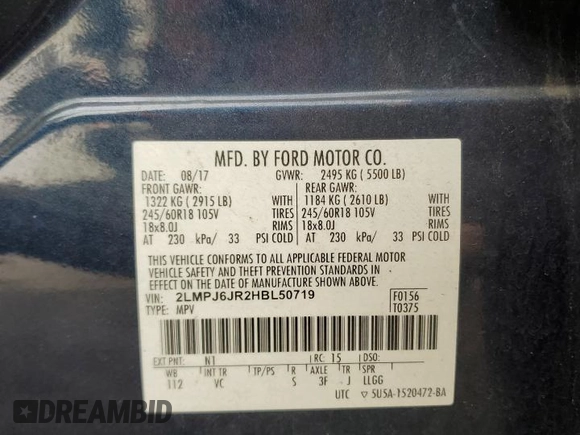 MFD. BY FORD MOTOR CO.
DATE: 08/17 GVWR: 2495 KG ( 5500 LB)
FRONT GAWR: REAR GAWR:
1322 KG ( 2915 LB) WITH 1184 KG ( 2610 LB) WITH
245/60R18 105V TIRES 245/60R18 105V TIRES
18x8.0J RIMS 18x8.0J RIMS
AT 230 kPa/ 33 PSI COLD AT 230 kPa/ 33 PSI COLD
THIS VEHICLE CONFORMS TO ALL APPLICABLE FEDERAL MOTOR
VEHICLE SAFETY AND THEFT PREVENTION STANDARDS IN EFFECT
ON THE DATE OF MANUFACTURE SHOWN ABOVE.
VIN: 2LMPJ6JR2HBL50719 F0156
TYPE: MPV T0375
EXT PNT: N1 RC: 15 DSO:
WB INT TR TP/PS R AXLE TR SPR
112 VC S 3F J LLGG
UTC 5U5A-1520472-BA
DREAMBID